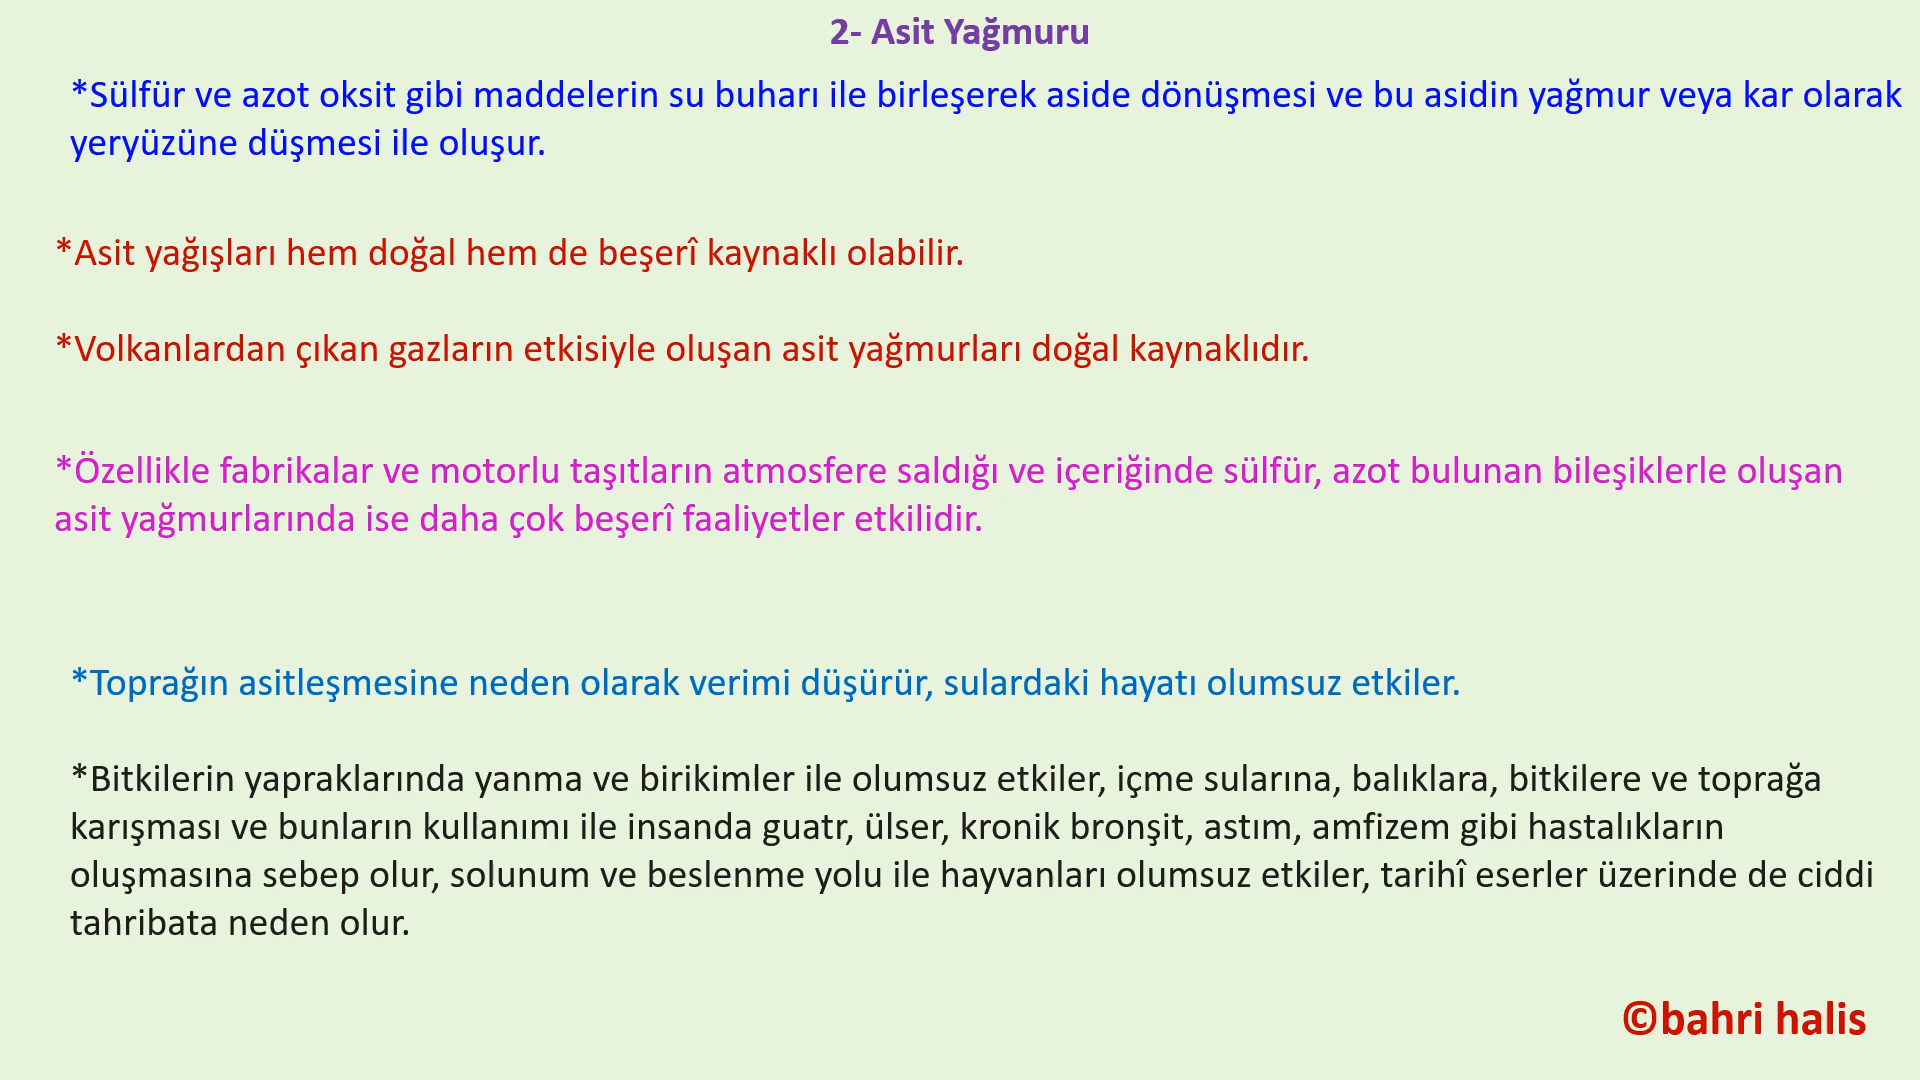 2- Asit Yağmuru
*Sülfür ve azot oksit gibi maddelerin su buharı ile birleşerek aside dönüşmesi ve bu asidin yağmur veya kar olarak
yeryüzüne düşmesi ile oluşur.
*Asit yağışları hem doğal hem de beşerî kaynaklı olabilir.
*Volkanlardan çıkan gazların etkisiyle oluşan asit yağmurları doğal kaynaklıdır.
*Özellikle fabrikalar ve motorlu taşıtların atmosfere saldığı ve içeriğinde sülfür, azot bulunan bileşiklerle oluşan
asit yağmurlarında ise daha çok beşerî faaliyetler etkilidir.
*Toprağın asitleşmesine neden olarak verimi düşürür, sulardaki hayatı olumsuz etkiler.
*Bitkilerin yapraklarında yanma ve birikimler ile olumsuz etkiler, içme sularına, balıklara, bitkilere ve toprağa
karışması ve bunların kullanımı ile insanda guatr, ülser, kronik bronşit, astım, amfizem gibi hastalıkların
oluşmasına sebep olur, solunum ve beslenme yolu ile hayvanları olumsuz etkiler, tarihî eserler üzerinde de ciddi
tahribata neden olur.
©bahri halis